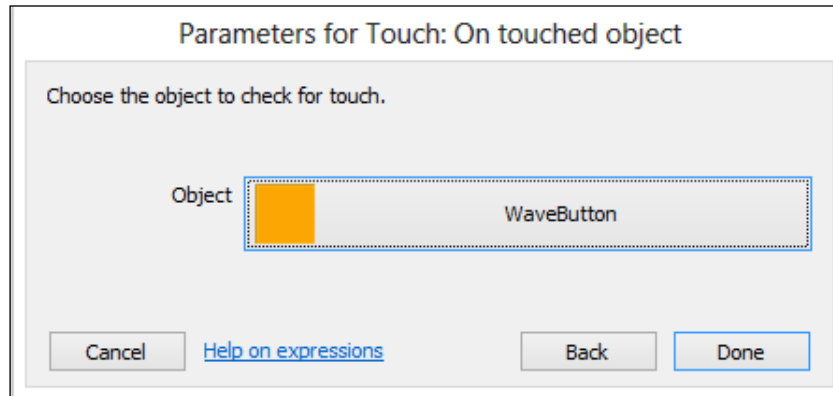 Parameters for Touch: On touched object
Choose the object to check for touch.
Object WaveButton
Cancel Help on expressions Back Done